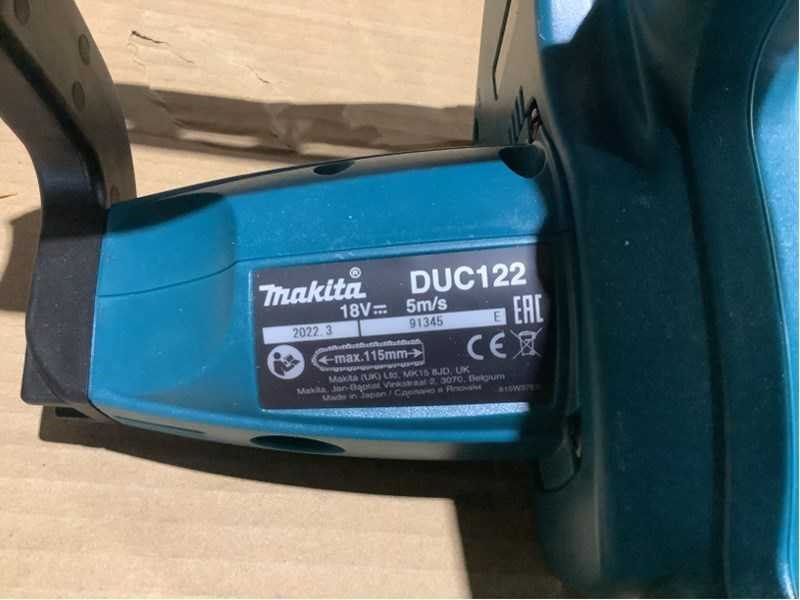 makita® DUC122
18V⎓ 5m/s
2022.3 91345 E
EAC
max.115mm
CE
Makita (UK) Ltd, MK15 8JD, UK
Makita, Jan-Baptist Vinkstraat 2, 3070, Belgium
Made in Japan / Сделано в Японии